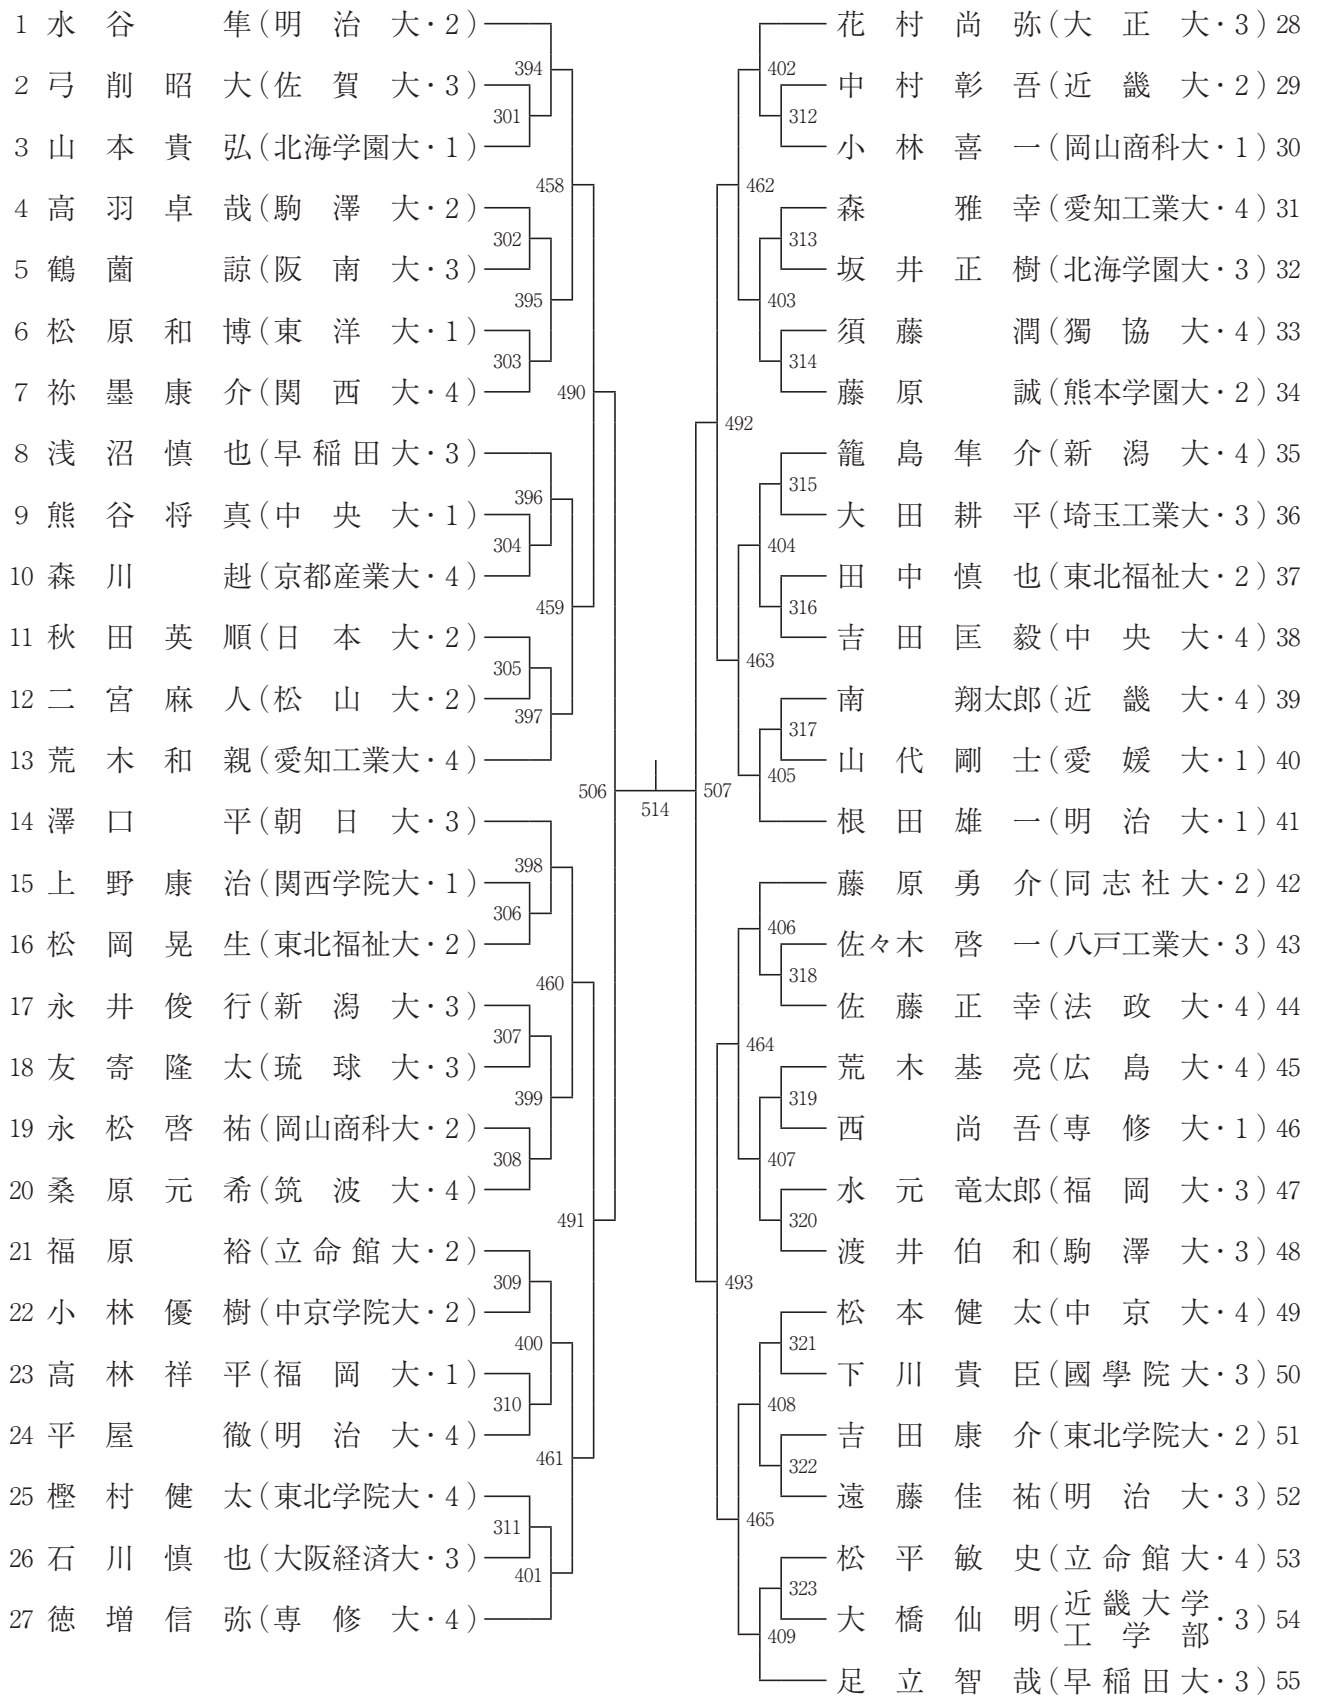 1 水谷 隼(明治大・2)
2 弓削昭大(佐賀大・3)
3 山本貴弘(北海学園大・1)
4 高羽卓哉(駒澤大・2)
5 鶴薗 諒(阪南大・3)
6 松原和博(東洋大・1)
7 祢墨康介(関西大・4)
8 浅沼慎也(早稲田大・3)
9 熊谷将真(中央大・1)
10 森川 赳(京都産業大・4)
11 秋田英順(日本大・2)
12 二宮麻人(松山大・2)
13 荒木和親(愛知工業大・4)
14 澤口 平(朝日大・3)
15 上野康治(関西学院大・1)
16 松岡晃生(東北福祉大・2)
17 永井俊行(新潟大・3)
18 友寄隆太(琉球大・3)
19 永松啓祐(岡山商科大・2)
20 桑原元希(筑波大・4)
21 福原 裕(立命館大・2)
22 小林優樹(中京学院大・2)
23 高林祥平(福岡大・1)
24 平屋 徹(明治大・4)
25 樫村健太(東北学院大・4)
26 石川慎也(大阪経済大・3)
27 徳増信弥(専修大・4)
394
301
458
302
395
303
490
396
304
459
305
397
506
398
306
460
307
399
308
491
309
400
310
461
311
401
514
402
312
462
313
403
314
492
315
404
316
463
317
405
507
406
318
464
319
407
320
493
321
408
322
465
323
409
花村尚弥(大正大・3)28
中村彰吾(近畿大・2)29
小林喜一(岡山商科大・1)30
森 雅幸(愛知工業大・4)31
坂井正樹(北海学園大・3)32
須藤 潤(獨協大・4)33
藤原 誠(熊本学園大・2)34
籠島隼介(新潟大・4)35
大田耕平(埼玉工業大・3)36
田中慎也(東北福祉大・2)37
吉田匡毅(中央大・4)38
南 翔太郎(近畿大・4)39
山代剛士(愛媛大・1)40
根田雄一(明治大・1)41
藤原勇介(同志社大・2)42
佐々木啓一(八戸工業大・3)43
佐藤正幸(法政大・4)44
荒木基亮(広島大・4)45
西 尚吾(専修大・1)46
水元竜太郎(福岡大・3)47
渡井伯和(駒澤大・3)48
松本健太(中京大・4)49
下川貴臣(國學院大・3)50
吉田康介(東北学院大・2)51
遠藤佳祐(明治大・3)52
松平敏史(立命館大・4)53
大橋仙明(近畿大学工学部・3)54
足立智哉(早稲田大・3)55